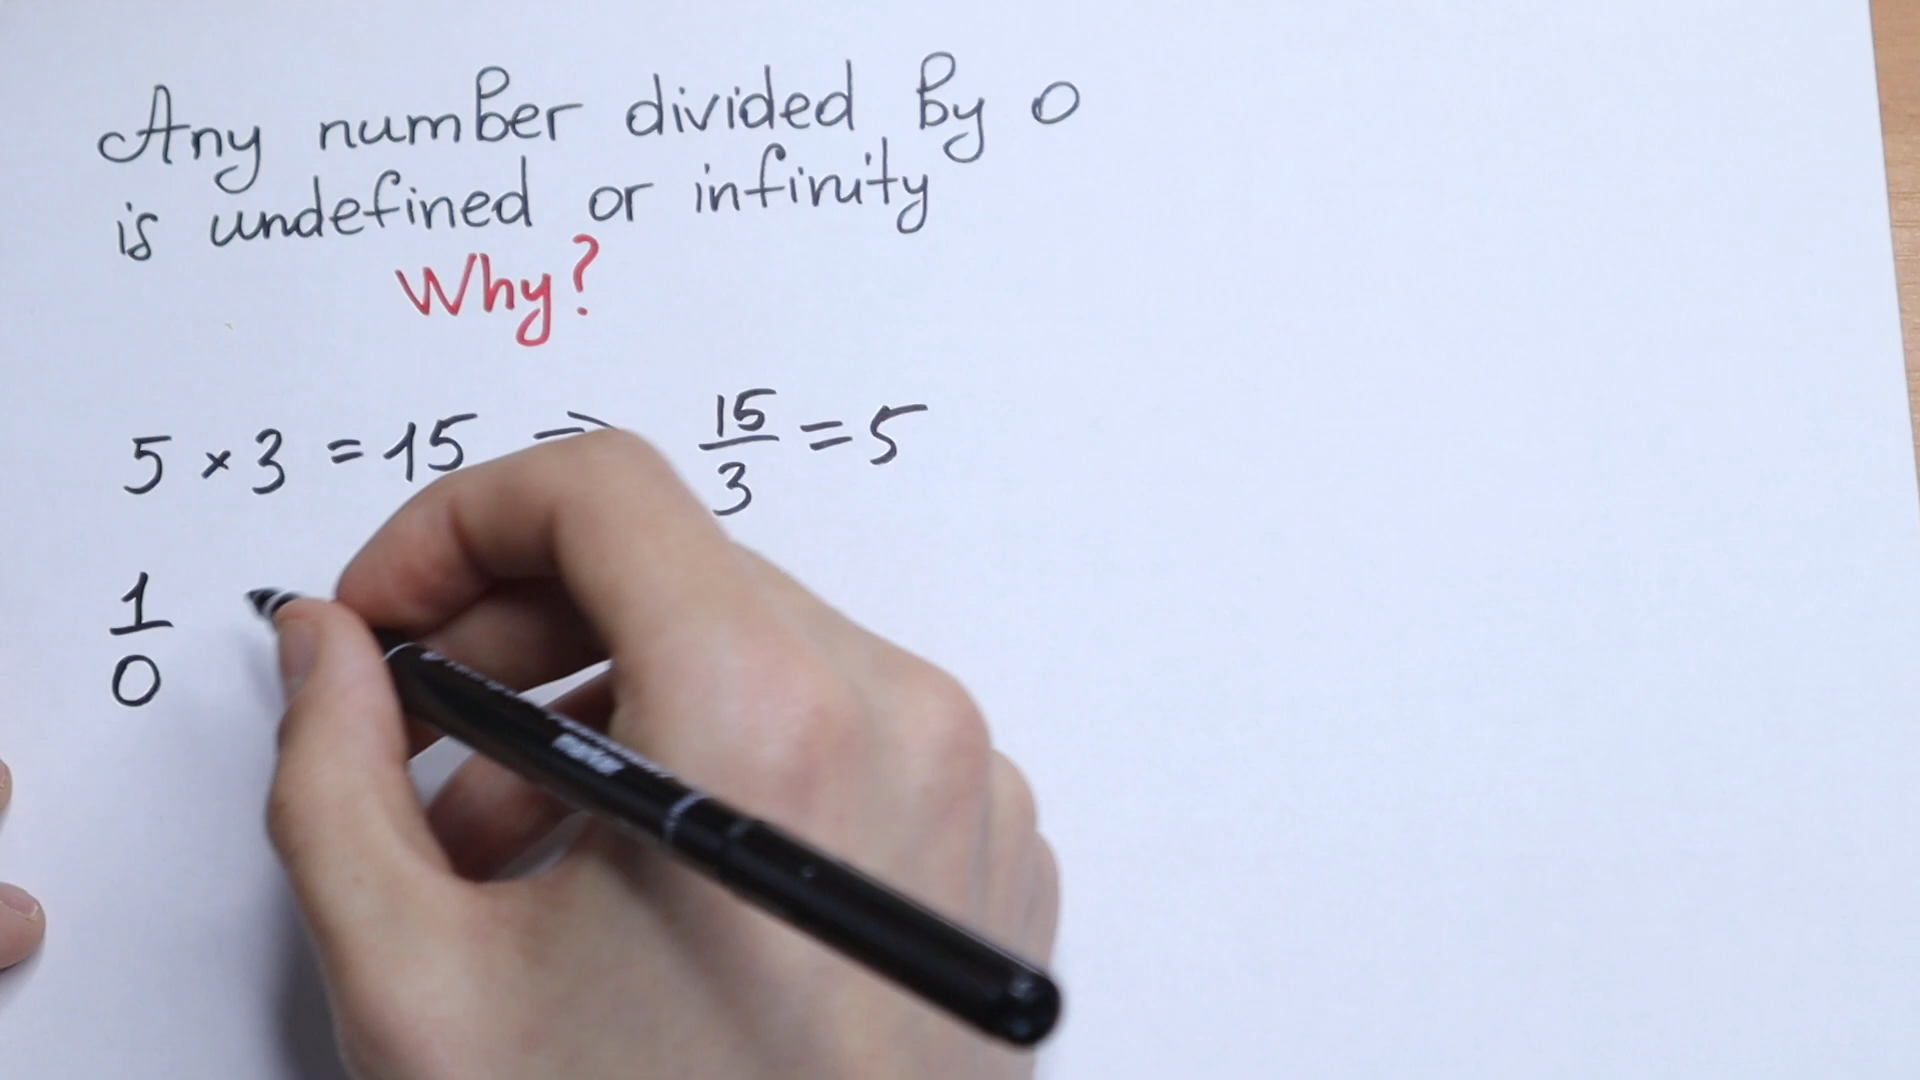 Any number divided by 0
is undefined or infinity
Why?
5 × 3 = 15 ⇒ 15/3 = 5
1/0